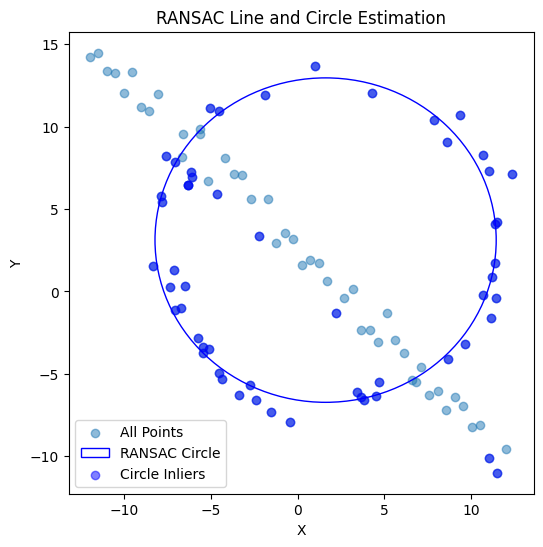 RANSAC Line and Circle Estimation
15
10
5
0
−5
−10
Y
All Points
RANSAC Circle
Circle Inliers
−10
−5
0
5
10
X